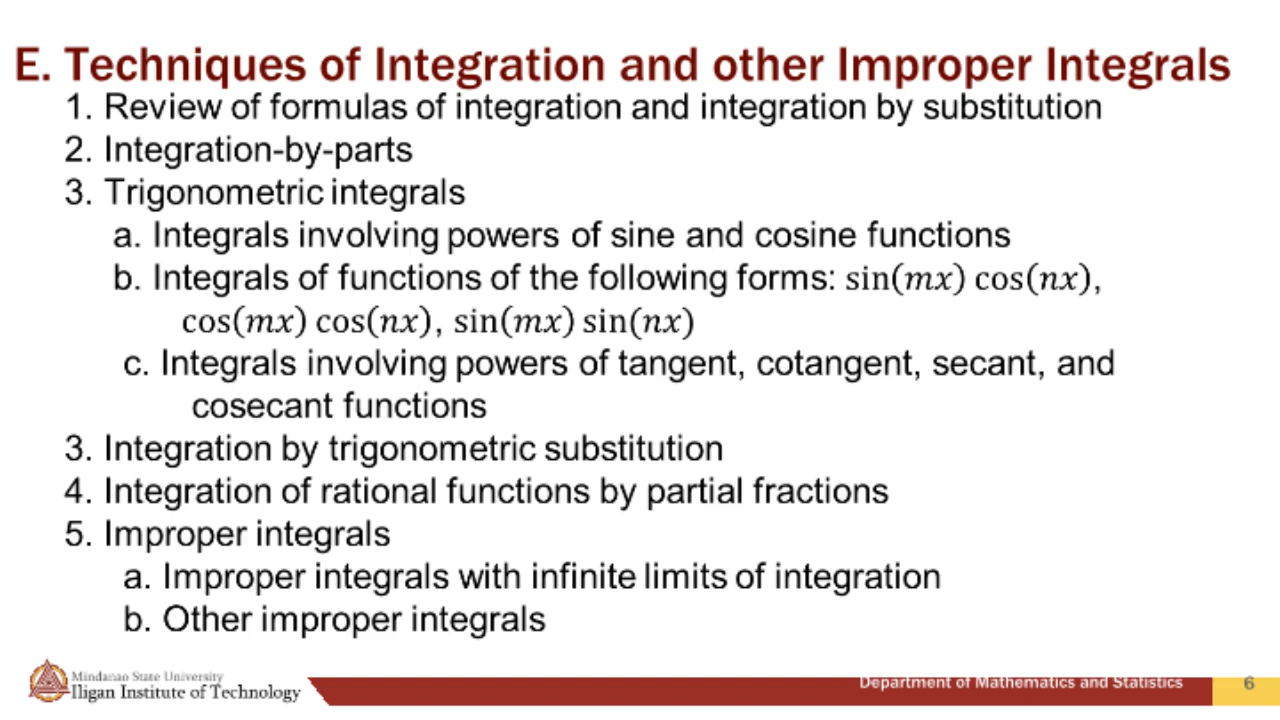 E. Techniques of Integration and other Improper Integrals
1. Review of formulas of integration and integration by substitution
2. Integration-by-parts
3. Trigonometric integrals
a. Integrals involving powers of sine and cosine functions
b. Integrals of functions of the following forms: sin(𝑚𝑥) cos(𝑛𝑥),
cos(𝑚𝑥) cos(𝑛𝑥), sin(𝑚𝑥) sin(𝑛𝑥)
c. Integrals involving powers of tangent, cotangent, secant, and
cosecant functions
3. Integration by trigonometric substitution
4. Integration of rational functions by partial fractions
5. Improper integrals
a. Improper integrals with infinite limits of integration
b. Other improper integrals
Mindanao State University
Iligan Institute of Technology
Department of Mathematics and Statistics
6